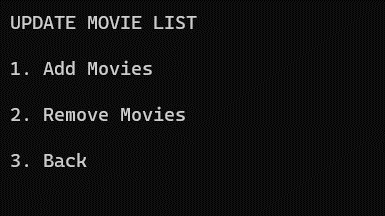 UPDATE MOVIE LIST
1. Add Movies
2. Remove Movies
3. Back